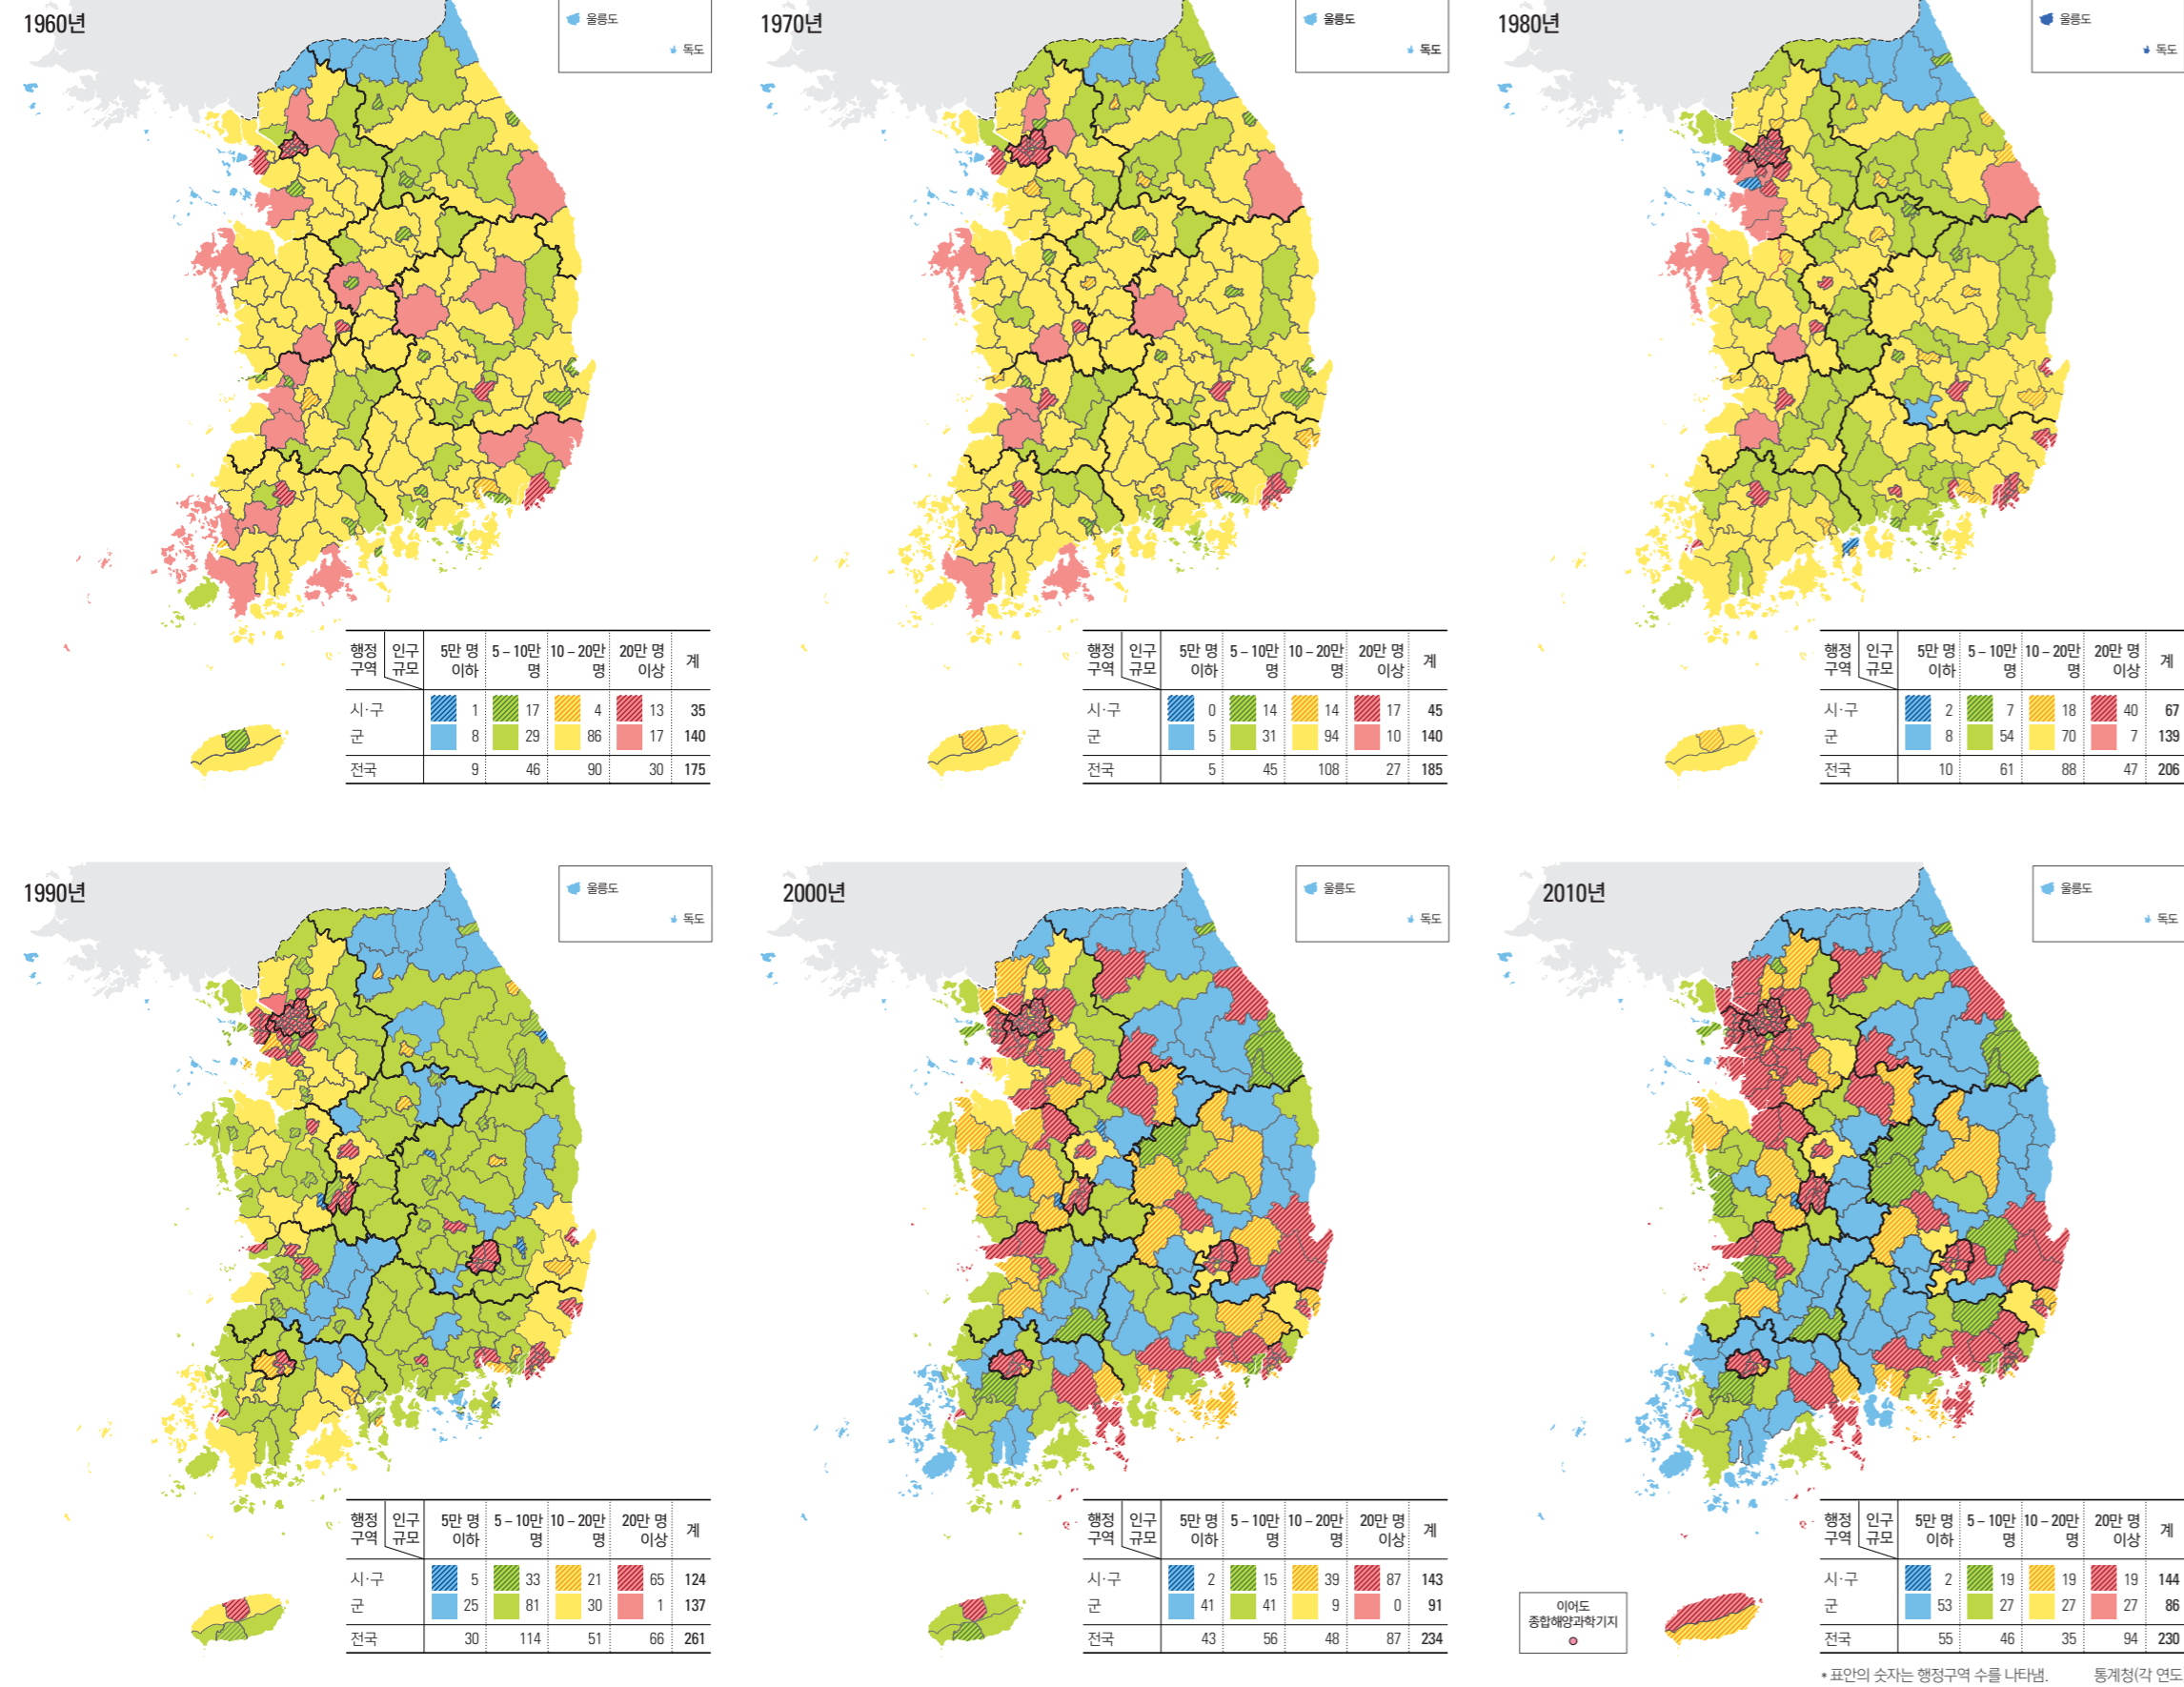 1960년
울릉도
독도
행정 구역 인구 규모 5만 명 이하 5 – 10만 명 10 – 20만 명 20만 명 이상 계
시·구 1 17 4 13 35
군 8 29 86 17 140
전국 9 46 90 30 175
1970년
울릉도
독도
행정 구역 인구 규모 5만 명 이하 5 – 10만 명 10 – 20만 명 20만 명 이상 계
시·구 0 14 14 17 45
군 5 31 94 10 140
전국 5 45 108 27 185
1980년
울릉도
독도
행정 구역 인구 규모 5만 명 이하 5 – 10만 명 10 – 20만 명 20만 명 이상 계
시·구 2 7 18 40 67
군 8 54 70 7 139
전국 10 61 88 47 206
1990년
울릉도
독도
행정 구역 인구 규모 5만 명 이하 5 – 10만 명 10 – 20만 명 20만 명 이상 계
시·구 5 33 21 65 124
군 25 81 30 1 137
전국 30 114 51 66 261
2000년
울릉도
독도
행정 구역 인구 규모 5만 명 이하 5 – 10만 명 10 – 20만 명 20만 명 이상 계
시·구 2 15 39 87 143
군 41 41 9 0 91
전국 43 56 48 87 234
2010년
울릉도
독도
이어도
종합해양과학기지
행정 구역 인구 규모 5만 명 이하 5 – 10만 명 10 – 20만 명 20만 명 이상 계
시·구 2 19 19 19 144
군 53 27 27 27 86
전국 55 46 35 94 230
* 표안의 숫자는 행정구역 수를 나타냄. 통계청(각 연도